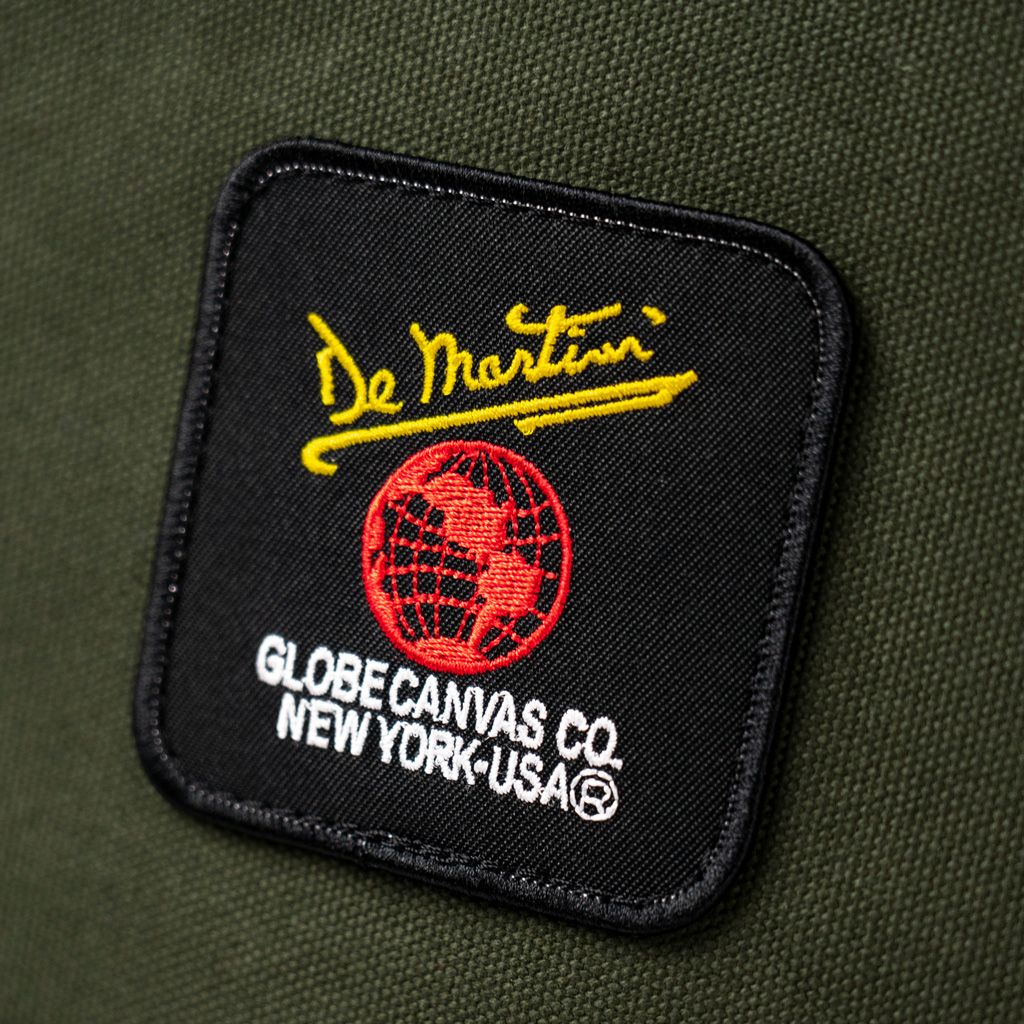 De Martini
GLOBE CANVAS CO.
NEW YORK-USA®